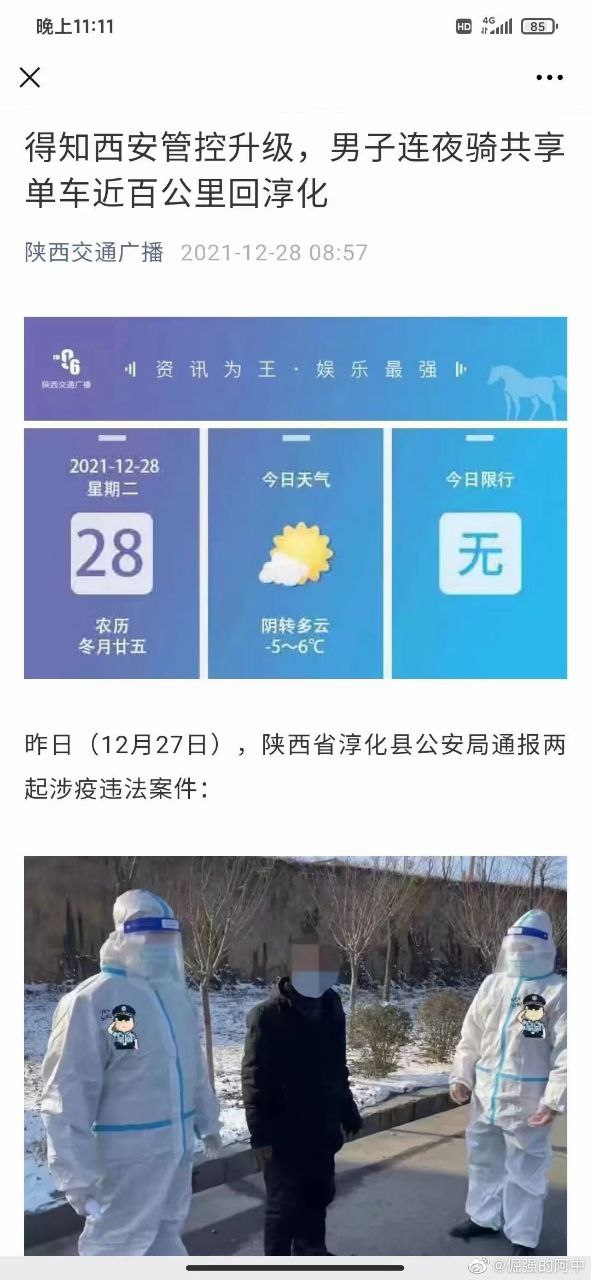 晚上11:11
HD 4G 85
得知西安管控升级，男子连夜骑共享
单车近百公里回淳化
陕西交通广播 2021-12-28 08:57
陕西交通广播
资讯为王·娱乐最强
2021-12-28
星期二
28
农历
冬月廿五
今日天气
阴转多云
-5～6℃
今日限行
无
昨日（12月27日），陕西省淳化县公安局通报两
起涉疫违法案件：
@倔强的阿中